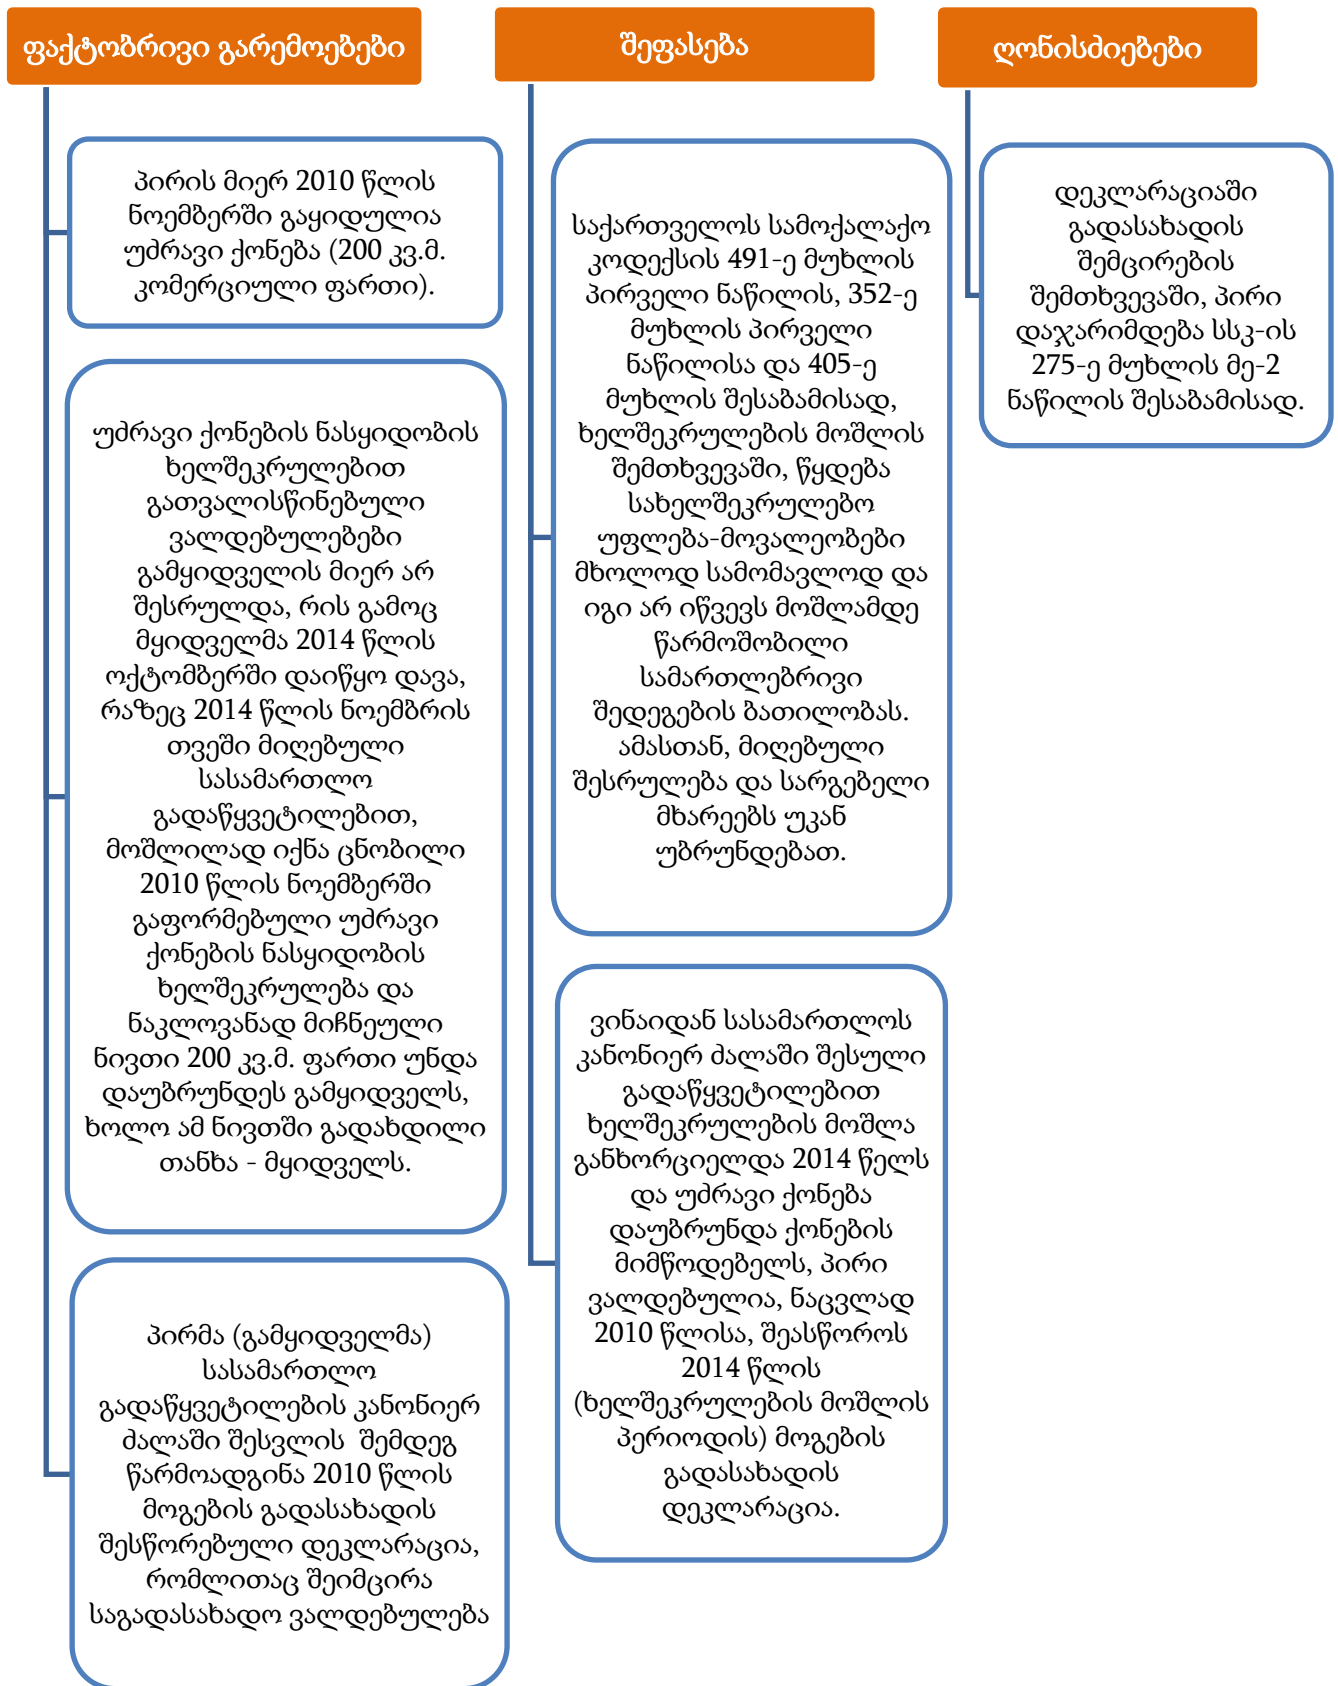 ფაქტობრივი გარემოებები
პირის მიერ 2010 წლის
ნოემბერში გაყიდულია
უძრავი ქონება (200 კვ.მ.
კომერციული ფართი).
უძრავი ქონების ნასყიდობის
ხელშეკრულებით
გათვალისწინებული
ვალდებულებები
გამყიდველის მიერ არ
შესრულდა, რის გამოც
მყიდველმა 2014 წლის
ოქტომბერში დაიწყო დავა,
რაზეც 2014 წლის ნოემბრის
თვეში მიღებული
სასამართლო
გადაწყვეტილებით,
მოშლილად იქნა ცნობილი
2010 წლის ნოემბერში
გაფორმებული უძრავი
ქონების ნასყიდობის
ხელშეკრულება და
ნაკლოვანად მიჩნეული
ნივთი 200 კვ.მ. ფართი უნდა
დაუბრუნდეს გამყიდველს,
ხოლო ამ ნივთში გადახდილი
თანხა - მყიდველს.
პირმა (გამყიდველმა)
სასამართლო
გადაწყვეტილების კანონიერ
ძალაში შესვლის შემდეგ
წარმოადგინა 2010 წლის
მოგების გადასახადის
შესწორებული დეკლარაცია,
რომლითაც შეიმცირა
საგადასახადო ვალდებულება
შეფასება
საქართველოს სამოქალაქო
კოდექსის 491-ე მუხლის
პირველი ნაწილის, 352-ე
მუხლის პირველი
ნაწილისა და 405-ე
მუხლის შესაბამისად,
ხელშეკრულების მოშლის
შემთხვევაში, წყდება
სახელშეკრულებო
უფლება-მოვალეობები
მხოლოდ სამომავლოდ და
იგი არ იწვევს მოშლამდე
წარმოშობილი
სამართლებრივი
შედეგების ბათილობას.
ამასთან, მიღებული
შესრულება და სარგებელი
მხარეებს უკან
უბრუნდებათ.
ვინაიდან სასამართლოს
კანონიერ ძალაში შესული
გადაწყვეტილებით
ხელშეკრულების მოშლა
განხორციელდა 2014 წელს
და უძრავი ქონება
დაუბრუნდა ქონების
მიმწოდებელს, პირი
ვალდებულია, ნაცვლად
2010 წლისა, შეასწოროს
2014 წლის
(ხელშეკრულების მოშლის
პერიოდის) მოგების
გადასახადის
დეკლარაცია.
ღონისძიებები
დეკლარაციაში
გადასახადის
შემცირების
შემთხვევაში, პირი
დაჯარიმდება სსკ-ის
275-ე მუხლის მე-2
ნაწილის შესაბამისად.